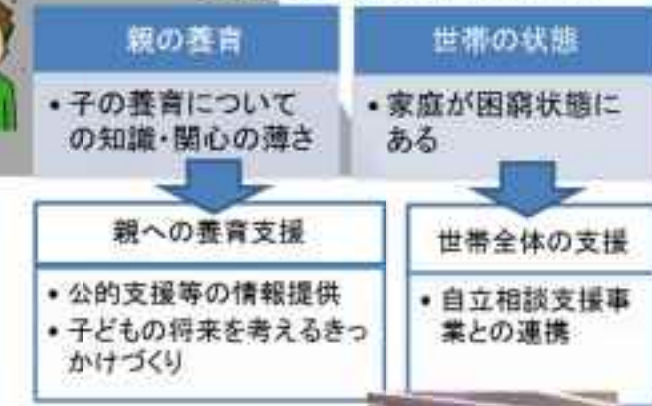 親の養育
・子の養育について
の知識・関心の薄さ
世帯の状態
・家庭が困窮状態に
ある
親への養育支援
・公的支援等の情報提供
・子どもの将来を考えるきっ
かけづくり
世帯全体の支援
・自立相談支援事
業との連携